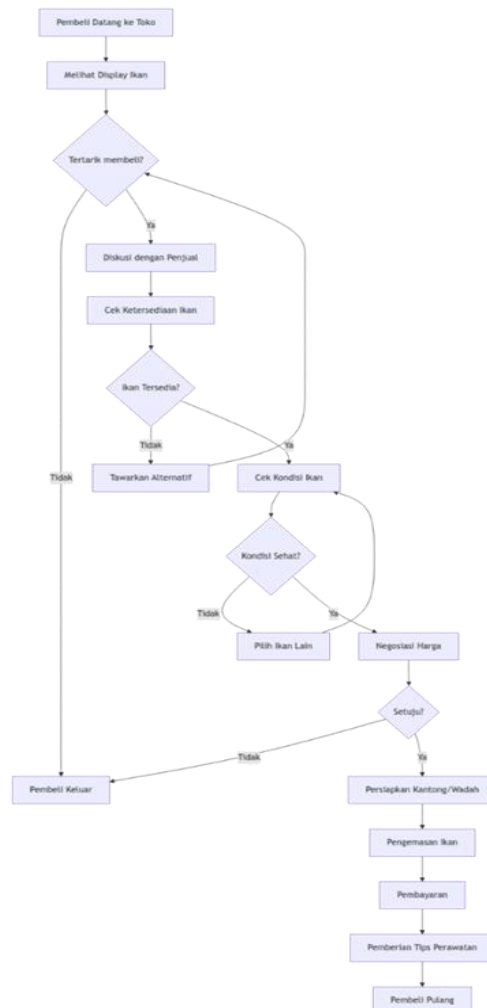 Pembeli Datang ke Toko
Melihat Display Ikan
Tertarik membeli?
Ya
Diskusi dengan Penjual
Cek Ketersediaan Ikan
Ikan Tersedia?
Tidak
Ya
Tidak
Tawarkan Alternatif
Cek Kondisi Ikan
Kondisi Sehat?
Tidak
Ya
Pilih Ikan Lain
Negosiasi Harga
Setuju?
Tidak
Ya
Pembeli Keluar
Persiapkan Kantong/Wadah
Pengemasan Ikan
Pembayaran
Pemberian Tips Perawatan
Pembeli Pulang